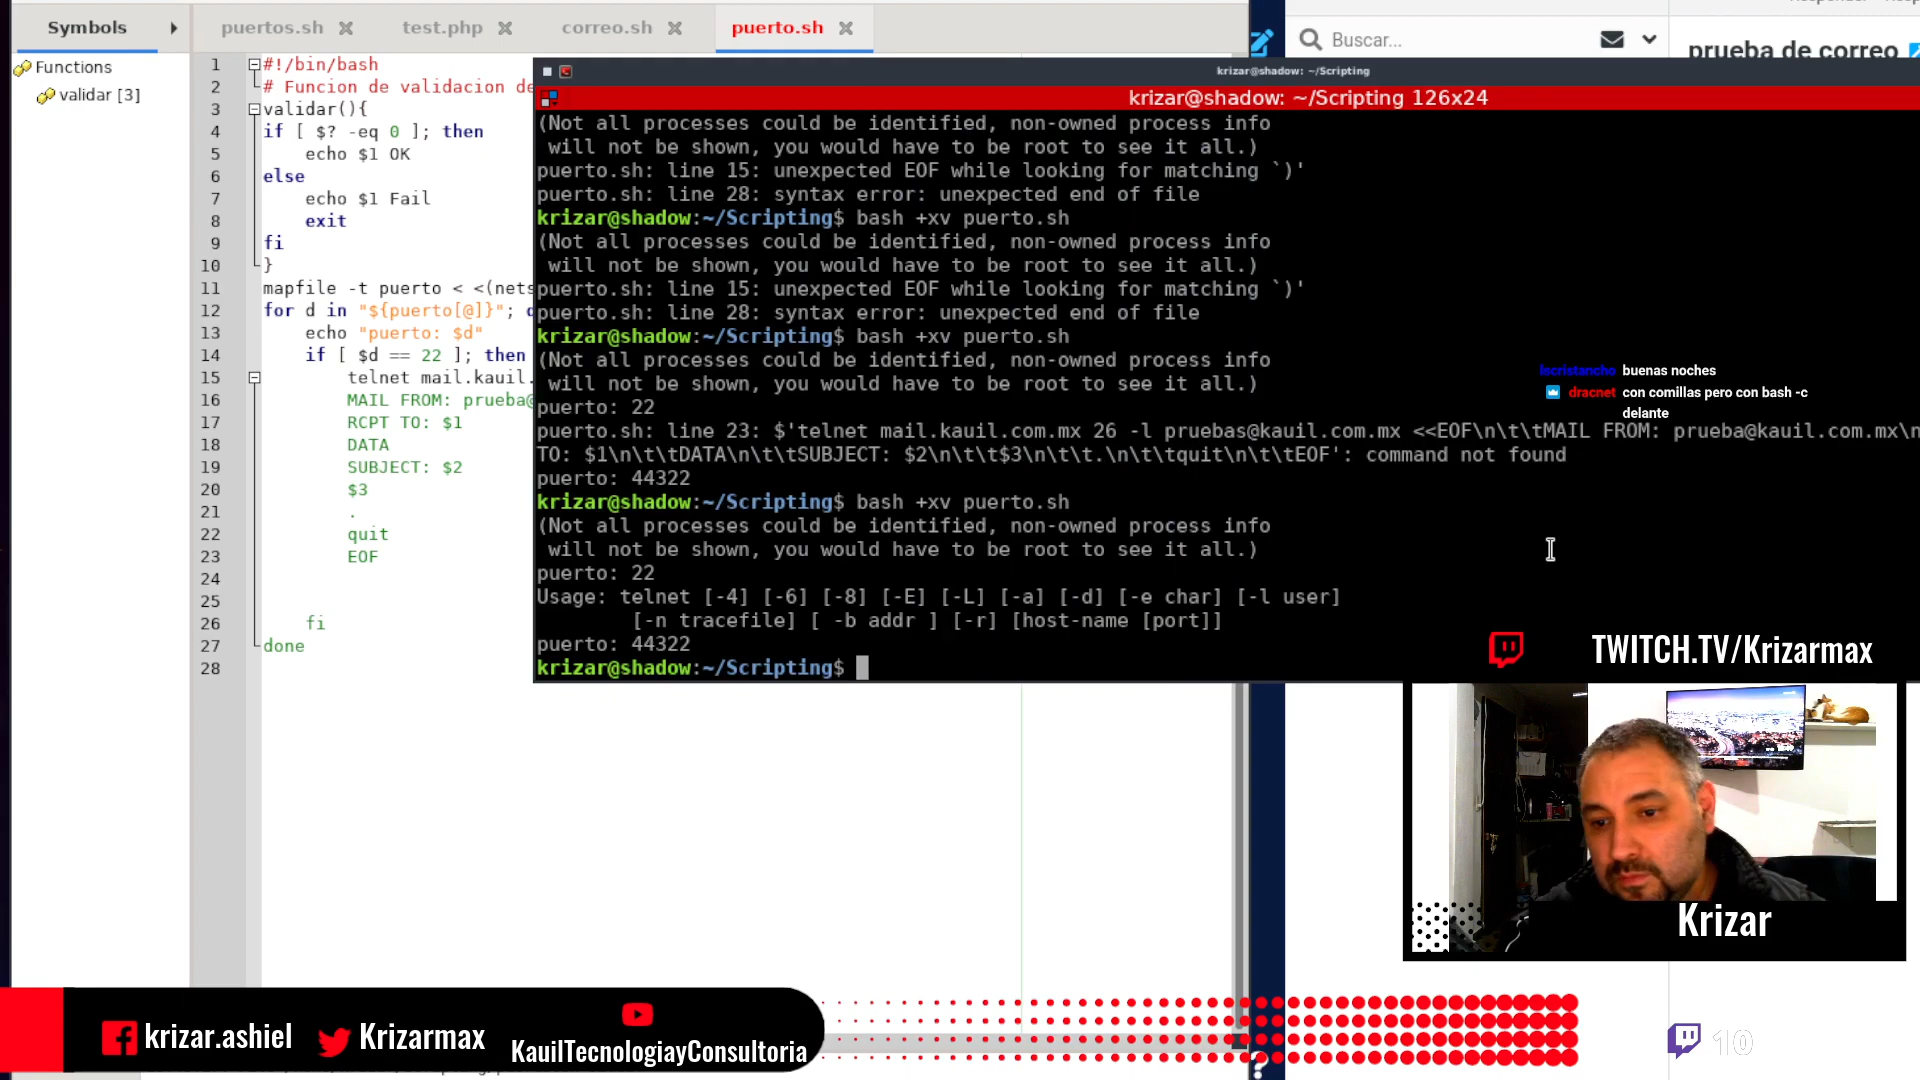 Symbols
puertos.sh
test.php
correo.sh
puerto.sh
Functions
validar [3]
1 #!/bin/bash
2 # Funcion de validacion de
3 validar(){
4 if [ $? -eq 0 ]; then
5 echo $1 OK
6 else
7 echo $1 Fail
8 exit
9 fi
10 }
11 mapfile -t puerto < <(nets
12 for d in "${puerto[@]}"; d
13 echo "puerto: $d"
14 if [ $d == 22 ]; then
15 telnet mail.kauil.
16 MAIL FROM: prueba@
17 RCPT TO: $1
18 DATA
19 SUBJECT: $2
20 $3
21 .
22 quit
23 EOF
24
25
26 fi
27 done
28
krizar@shadow: ~/Scripting
krizar@shadow: ~/Scripting 126x24
(Not all processes could be identified, non-owned process info
will not be shown, you would have to be root to see it all.)
puerto.sh: line 15: unexpected EOF while looking for matching `)'
puerto.sh: line 28: syntax error: unexpected end of file
krizar@shadow:~/Scripting$ bash +xv puerto.sh
(Not all processes could be identified, non-owned process info
will not be shown, you would have to be root to see it all.)
puerto.sh: line 15: unexpected EOF while looking for matching `)'
puerto.sh: line 28: syntax error: unexpected end of file
krizar@shadow:~/Scripting$ bash +xv puerto.sh
(Not all processes could be identified, non-owned process info
will not be shown, you would have to be root to see it all.)
puerto: 22
puerto.sh: line 23: $'telnet mail.kauil.com.mx 26 -l pruebas@kauil.com.mx <<EOF\n\t\tMAIL FROM: prueba@kauil.com.mx\n
TO: $1\n\t\tDATA\n\t\tSUBJECT: $2\n\t\t$3\n\t\t.\n\t\tquit\n\t\tEOF': command not found
puerto: 44322
krizar@shadow:~/Scripting$ bash +xv puerto.sh
(Not all processes could be identified, non-owned process info
will not be shown, you would have to be root to see it all.)
puerto: 22
Usage: telnet [-4] [-6] [-8] [-E] [-L] [-a] [-d] [-e char] [-l user]
[-n tracefile] [ -b addr ] [-r] [host-name [port]]
puerto: 44322
krizar@shadow:~/Scripting$
Buscar...
prueba de correo
lscristancho buenas noches
dracnet con comillas pero con bash -c
delante
TWITCH.TV/Krizarmax
Krizar
krizar.ashiel
Krizarmax
KauilTecnologiayConsultoria
10
?